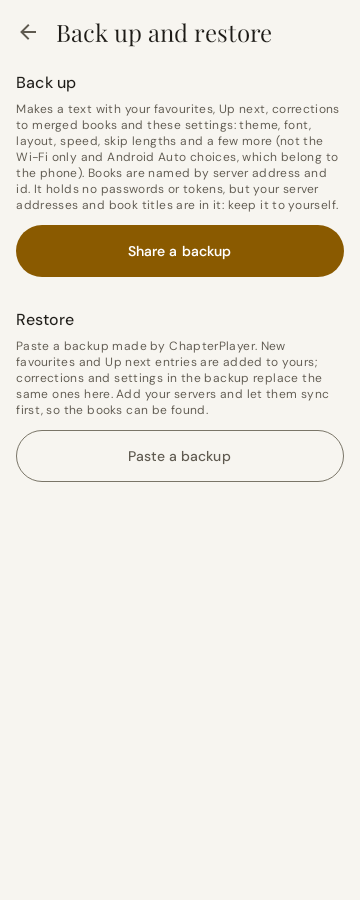 Back up and restore
Back up
Makes a text with your favourites, Up next, corrections
to merged books and these settings: theme, font,
layout, speed, skip lengths and a few more (not the
Wi-Fi only and Android Auto choices, which belong to
the phone). Books are named by server address and
id. It holds no passwords or tokens, but your server
addresses and book titles are in it: keep it to yourself.
Share a backup
Restore
Paste a backup made by ChapterPlayer. New
favourites and Up next entries are added to yours;
corrections and settings in the backup replace the
same ones here. Add your servers and let them sync
first, so the books can be found.
Paste a backup